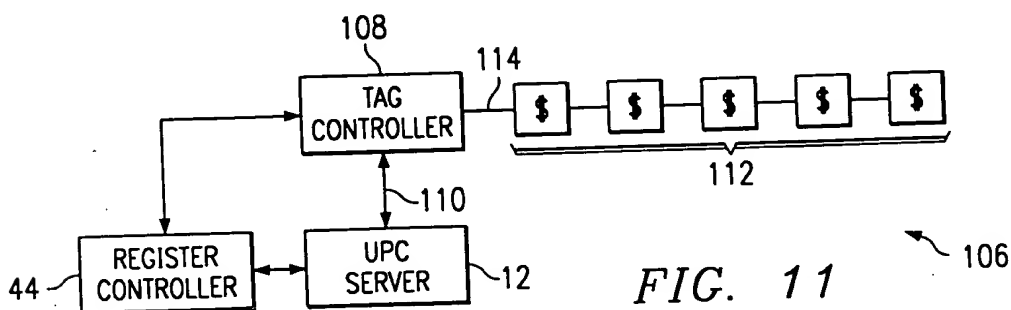 108
TAG
CONTROLLER
114
$ $ $ $ $
112
110
REGISTER
CONTROLLER
44
UPC
SERVER
12
106
FIG. 11